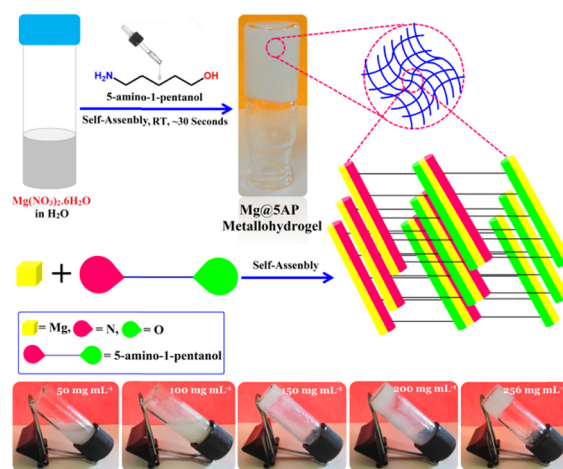 H₂N
OH
5-amino-1-pentanol
Self-Assembly, RT, ~30 Seconds
Mg(NO₃)₂.6H₂O
in H₂O
Mg@5AP
Metallohydrogel
Self-Assembly
= Mg, = N, = O
= 5-amino-1-pentanol
50 mg mL⁻¹
100 mg mL⁻¹
150 mg mL⁻¹
200 mg mL⁻¹
256 mg mL⁻¹